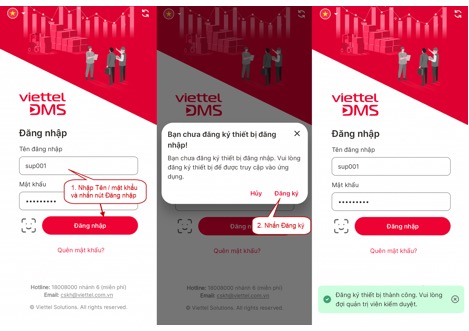 viettel
DMS
Đăng nhập
Tên đăng nhập
sup001
1. Nhập Tên / mật khẩu
và nhấn nút Đăng nhập
Mật khẩu
•••••••••
Đăng nhập
Quên mật khẩu?
Hotline: 18008000 nhánh 6 (miễn phí)
Email: cskh@viettel.com.vn
© Viettel Solutions. All rights reserved.
Bạn chưa đăng ký thiết bị đăng
nhập!
Bạn chưa đăng ký thiết bị đăng nhập. Vui lòng
đăng ký thiết bị để được truy cập vào ứng
dụng.
Hủy
Đăng ký
2. Nhấn Đăng ký
Đăng nhập
Quên mật khẩu?
Hotline: 18008000 nhánh 6 (miễn phí)
Email: cskh@viettel.com.vn
© Viettel Solutions. All rights reserved.
viettel
DMS
Đăng nhập
Tên đăng nhập
sup001
Mật khẩu
•••••••••
Đăng nhập
Quên mật khẩu?
Đăng ký thiết bị thành công. Vui lòng
đợi quản trị viên kiểm duyệt.